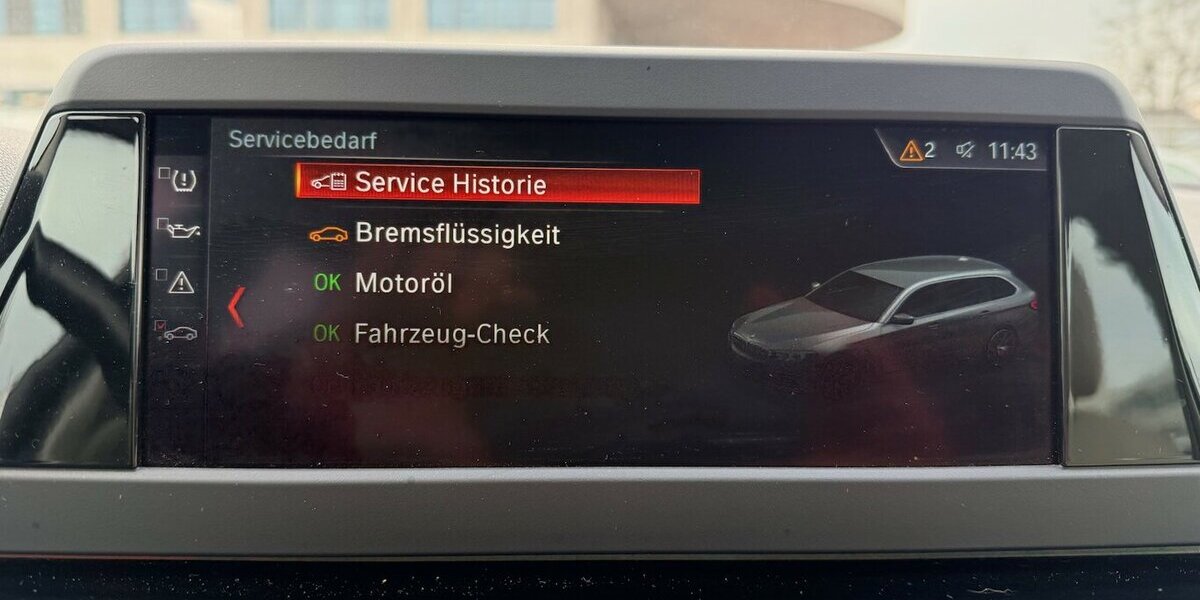 Servicebedarf
2 11:43
Service Historie
Bremsflüssigkeit
OK Motoröl
OK Fahrzeug-Check